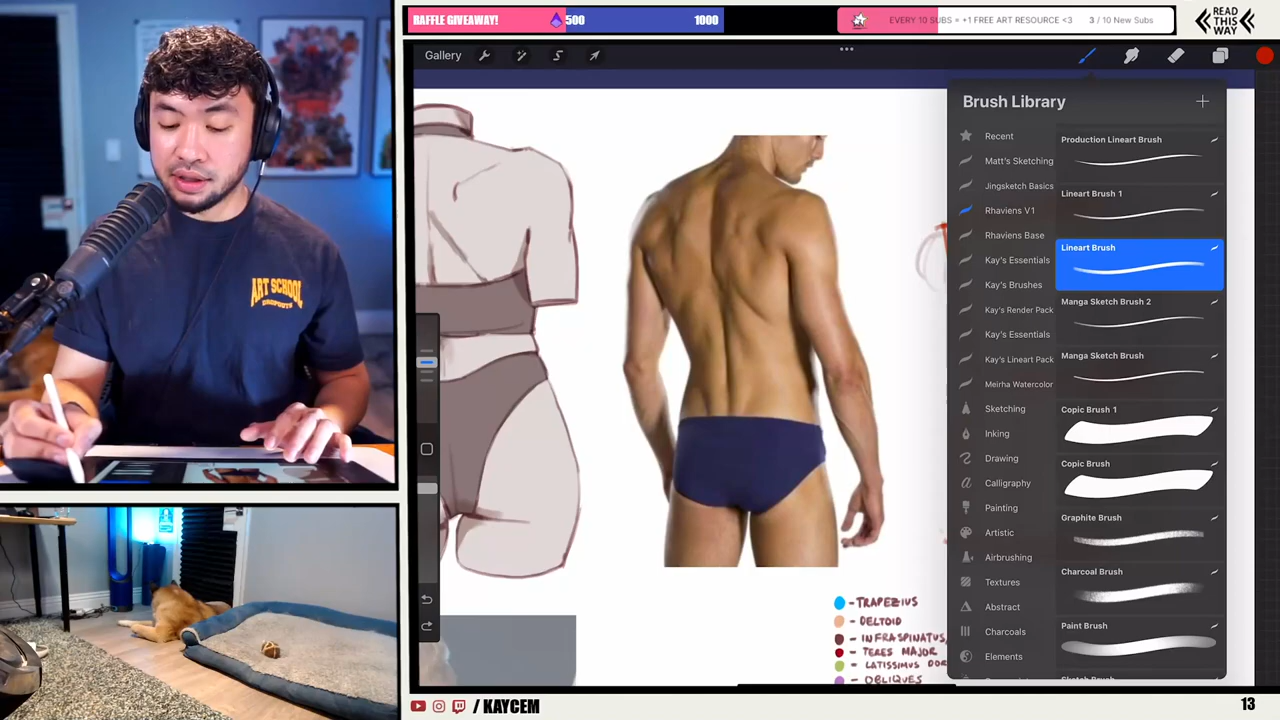 RAFFLE GIVEAWAY!
500
1000
EVERY 10 SUBS = +1 FREE ART RESOURCE <3
3 / 10 New Subs
READ
THIS
WAY
Gallery
Brush Library
Recent
Matt's Sketching
Jingsketch Basics
Rhaviens V1
Rhaviens Base
Kay's Essentials
Kay's Brushes
Kay's Render Pack
Kay's Essentials
Kay's Lineart Pack
Meirha Watercolor
Sketching
Inking
Drawing
Calligraphy
Painting
Artistic
Airbrushing
Textures
Abstract
Charcoals
Elements
Production Lineart Brush
Lineart Brush 1
Lineart Brush
Manga Sketch Brush 2
Manga Sketch Brush
Copic Brush 1
Copic Brush
Graphite Brush
Charcoal Brush
Paint Brush
ART SCHOOL
DROPOUTS
- TRAPEZIUS
- DELTOID
- INFRASPINATUS
- TERES MAJOR
- LATISSIMUS DOR
- OBLIQUES
/ KAYCEM
13